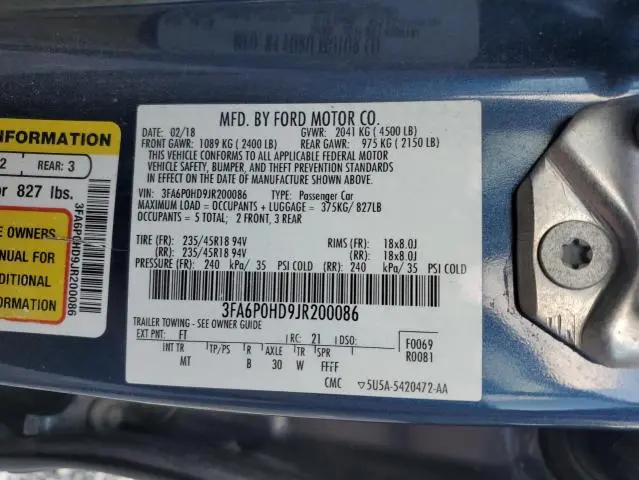 NFORMATION
2 REAR: 3
or 827 lbs.
E OWNERS
ANUAL FOR
DDITIONAL
FORMATION
3FA6P0HD9JR200086
MFD. BY FORD MOTOR CO.
DATE: 02/18 GVWR: 2041 KG ( 4500 LB)
FRONT GAWR: 1089 KG ( 2400 LB) REAR GAWR: 975 KG ( 2150 LB)
THIS VEHICLE CONFORMS TO ALL APPLICABLE FEDERAL MOTOR
VEHICLE SAFETY, BUMPER, AND THEFT PREVENTION STANDARDS
IN EFFECT ON THE DATE OF MANUFACTURE SHOWN ABOVE.
VIN: 3FA6P0HD9JR200086 TYPE: Passenger Car
MAXIMUM LOAD = OCCUPANTS + LUGGAGE = 375KG/ 827LB
OCCUPANTS = 5 TOTAL; 2 FRONT, 3 REAR
TIRE (FR): 235/45R18 94V RIMS (FR): 18x8.0J
(RR): 235/45R18 94V (RR): 18x8.0J
PRESSURE (FR): 240 kPa/ 35 PSI COLD (RR): 240 kPa/ 35 PSI COLD
3FA6P0HD9JR200086
TRAILER TOWING - SEE OWNER GUIDE
EXT PNT: FT RC: 21 DSO: F0069
INT TR TP/PS R AXLE TR SPR R0081
MT B 30 W FFFF
CMC ▽5U5A-5420472-AA